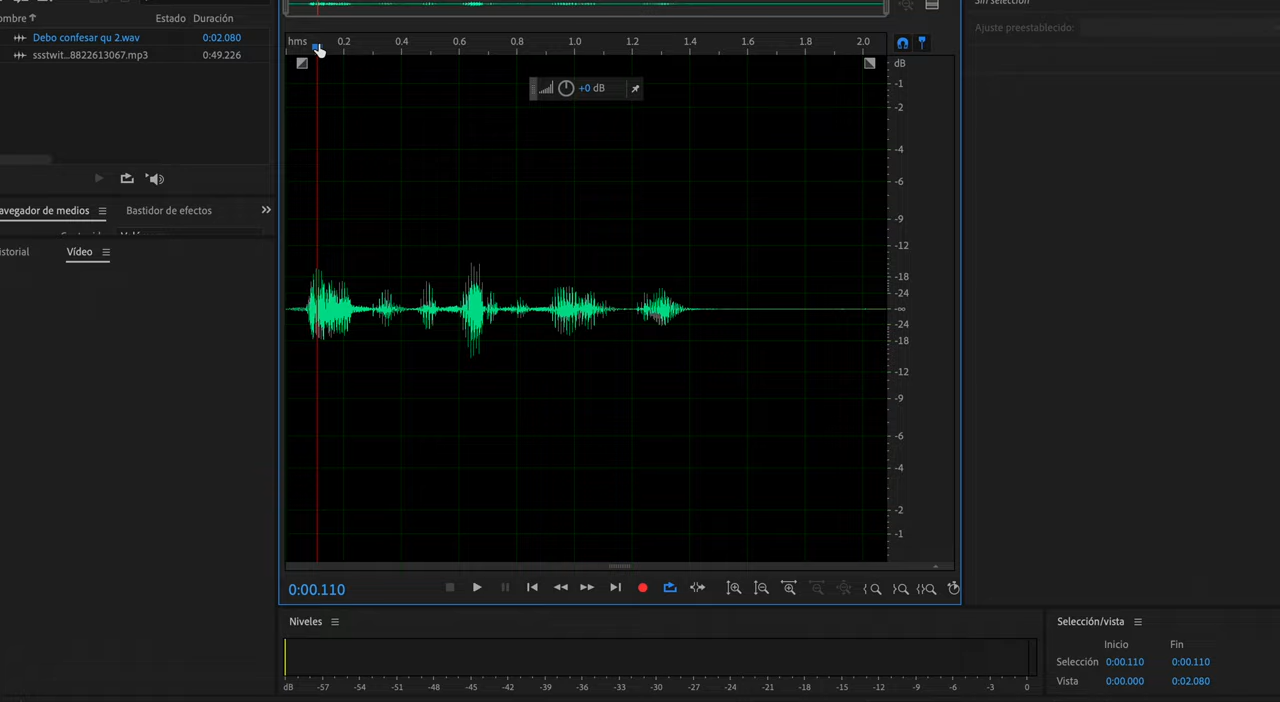 ombre Estado Duración
Debo confesar qu 2.wav 0:02.080
ssstwit...8822613067.mp3 0:49.226
avegador de medios Bastidor de efectos
istorial Vídeo
hms 0.2 0.4 0.6 0.8 1.0 1.2 1.4 1.6 1.8 2.0
+0 dB
dB
-1
-2
-4
-6
-9
-12
-18
-24
-∞
-24
-18
-12
-9
-6
-4
-2
-1
0:00.110
Niveles
dB -57 -54 -51 -48 -45 -42 -39 -36 -33 -30 -27 -24 -21 -18 -15 -12 -9 -6 -3 0
Sin selección
Ajuste preestablecido:
Selección/vista
Inicio Fin
Selección 0:00.110 0:00.110
Vista 0:00.000 0:02.080